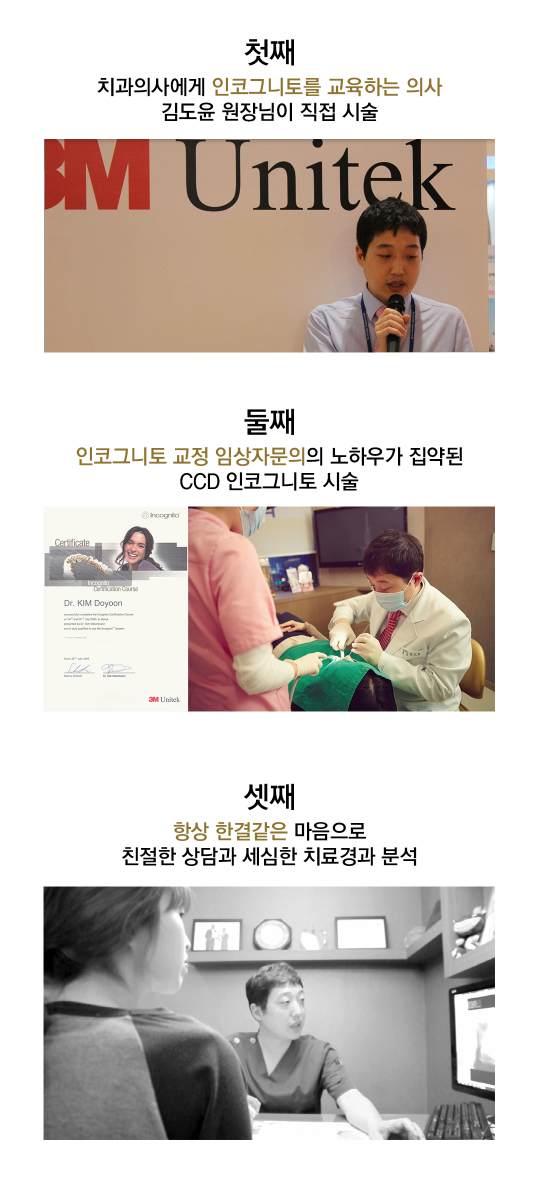 첫째
치과의사에게 인코그니토를 교육하는 의사
김도윤 원장님이 직접 시술
3M Unitek
둘째
인코그니토 교정 임상자문의의 노하우가 집약된
CCD 인코그니토 시술
Incognito
Certificate
Incognito
Certification Course
Dr. KIM Doyoon
3M Unitek
셋째
항상 한결같은 마음으로
친절한 상담과 세심한 치료경과 분석